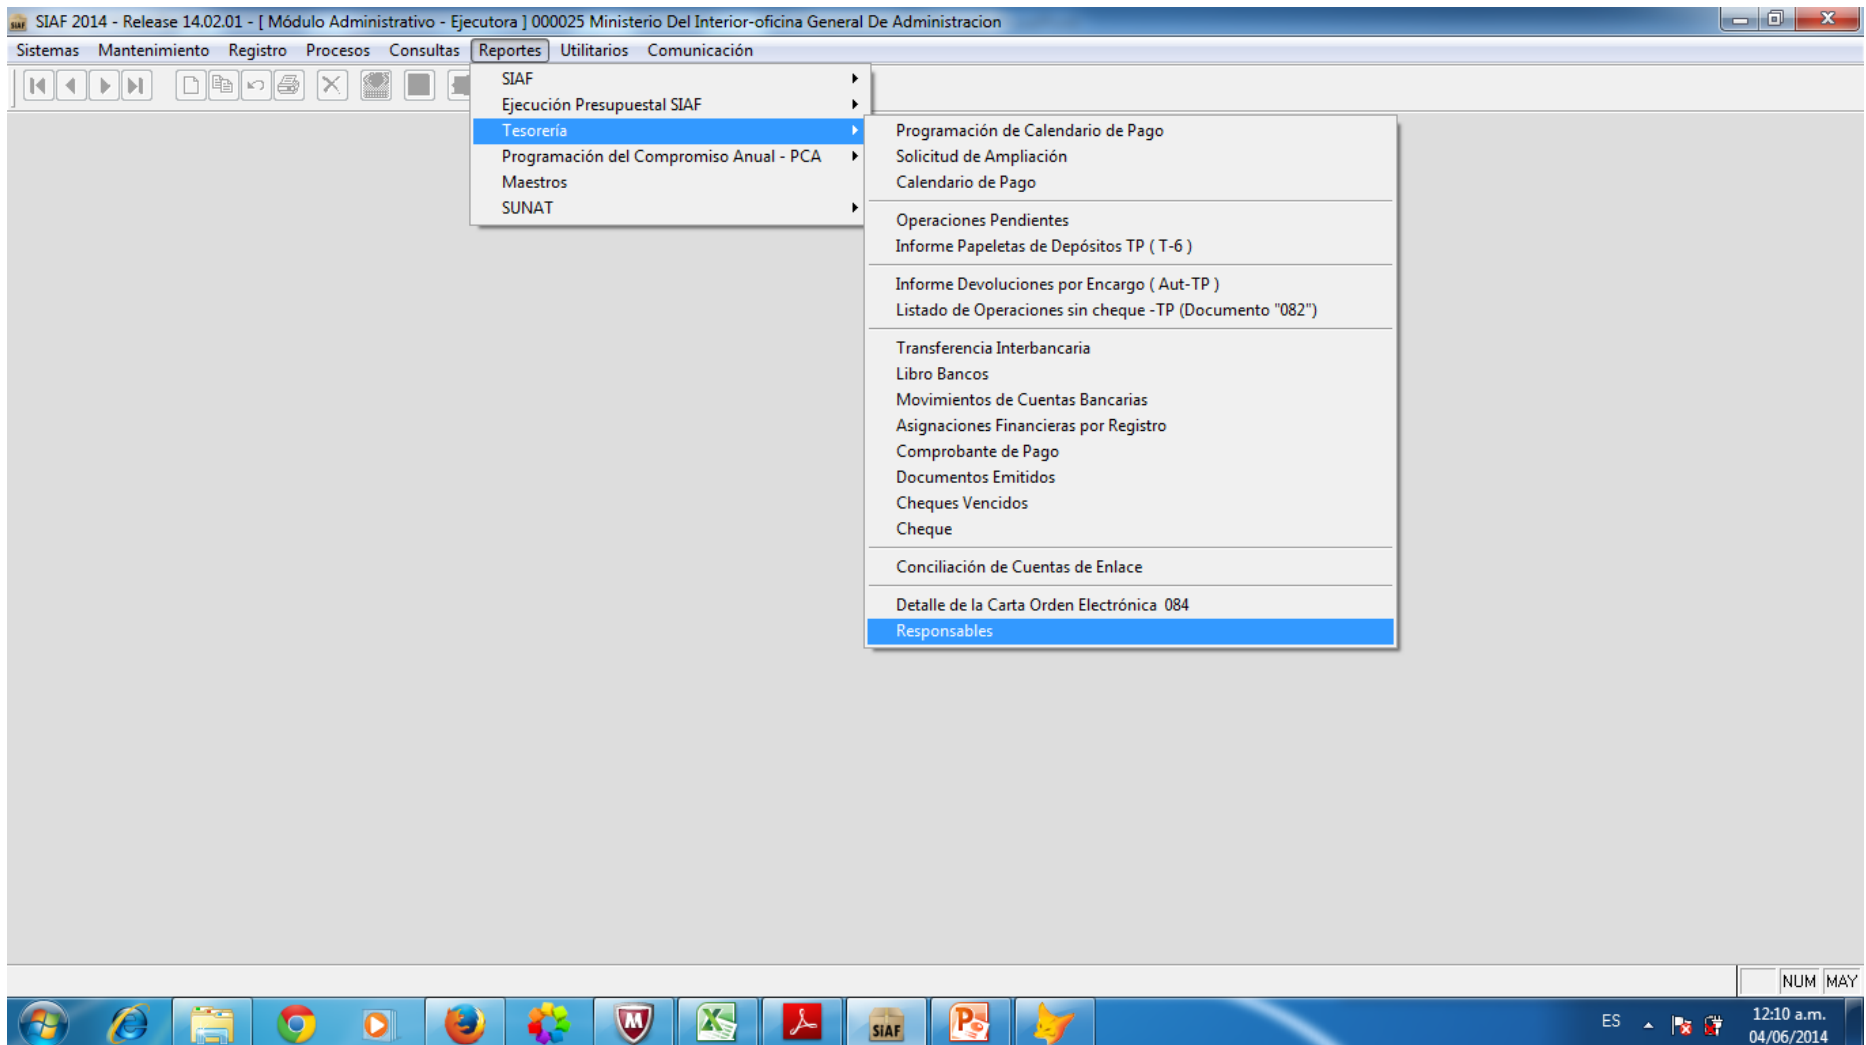 SIAF 2014 - Release 14.02.01 - [ Módulo Administrativo - Ejecutora ] 000025 Ministerio Del Interior-oficina General De Administracion
Sistemas Mantenimiento Registro Procesos Consultas Reportes Utilitarios Comunicación
SIAF
Ejecución Presupuestal SIAF
Tesorería
Programación del Compromiso Anual - PCA
Maestros
SUNAT
Programación de Calendario de Pago
Solicitud de Ampliación
Calendario de Pago
Operaciones Pendientes
Informe Papeletas de Depósitos TP ( T-6 )
Informe Devoluciones por Encargo ( Aut-TP )
Listado de Operaciones sin cheque -TP (Documento "082")
Transferencia Interbancaria
Libro Bancos
Movimientos de Cuentas Bancarias
Asignaciones Financieras por Registro
Comprobante de Pago
Documentos Emitidos
Cheques Vencidos
Cheque
Conciliación de Cuentas de Enlace
Detalle de la Carta Orden Electrónica 084
Responsables
NUM MAY
SIAF
ES
12:10 a.m.
04/06/2014